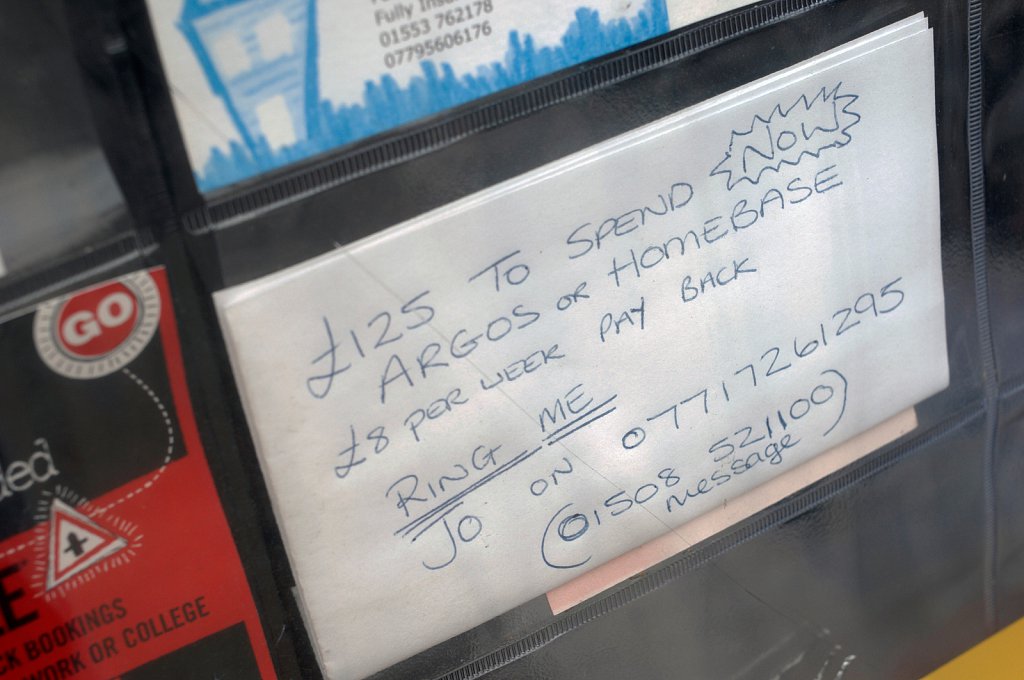 Fully
01553 762178
07795606176
£125 TO SPEND NOW
ARGOS OR HOMEBASE
£8 PER WEEK PAY BACK
RING ME
JO ON 07717261295
(01508 521100)
message
GO
BOOKINGS
WORK OR COLLEGE